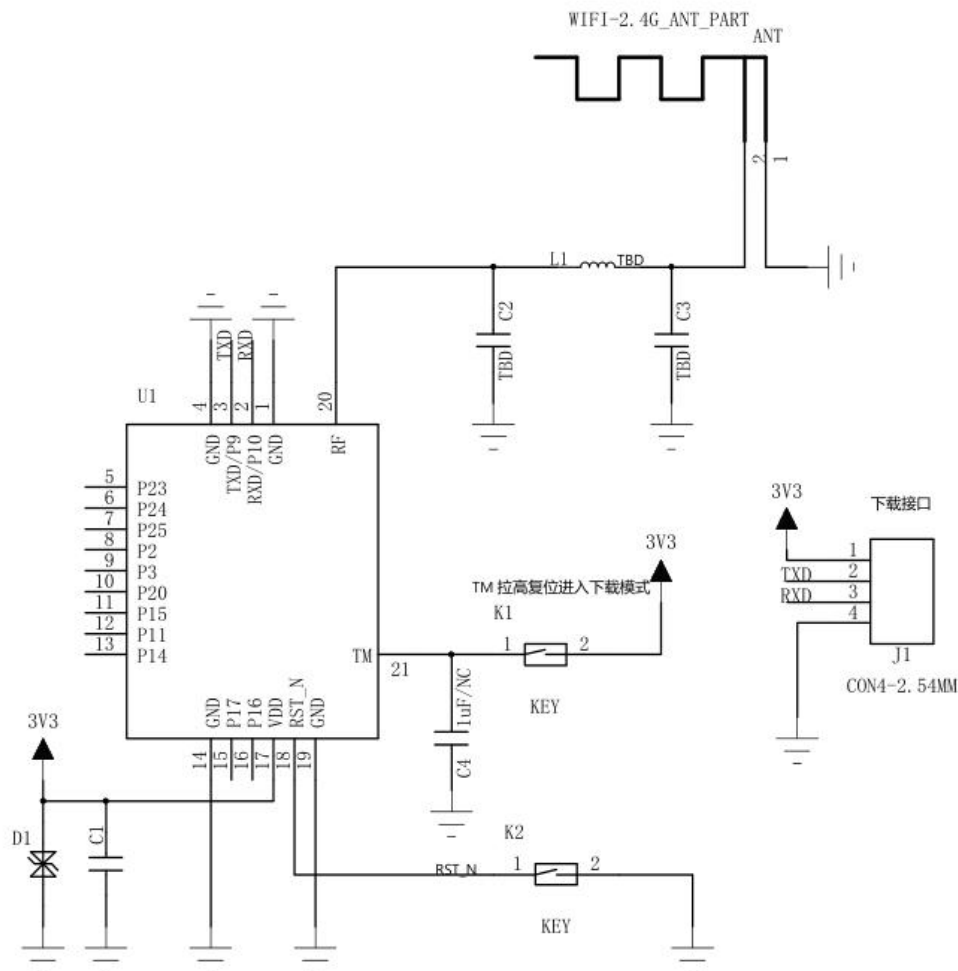 WIFI-2.4G_ANT_PART
ANT
2
1
L1
TBD
C2
TBD
C3
TBD
TXD
RXD
U1
4
3
2
1
20
GND
TXD/P9
RXD/P10
GND
RF
5 P23
6 P24
7 P25
8 P2
9 P3
10 P20
11 P15
12 P11
13 P14
TM
21
3V3
下载接口
1
TXD 2
RXD 3
4
J1
CON4-2.54MM
3V3
TM 拉高复位进入下载模式
K1
1 2
KEY
1uF/NC
C4
GND
P17
P16
VDD
RST_N
GND
14
15
16
17
18
19
3V3
D1
C1
K2
RST_N 1 2
KEY